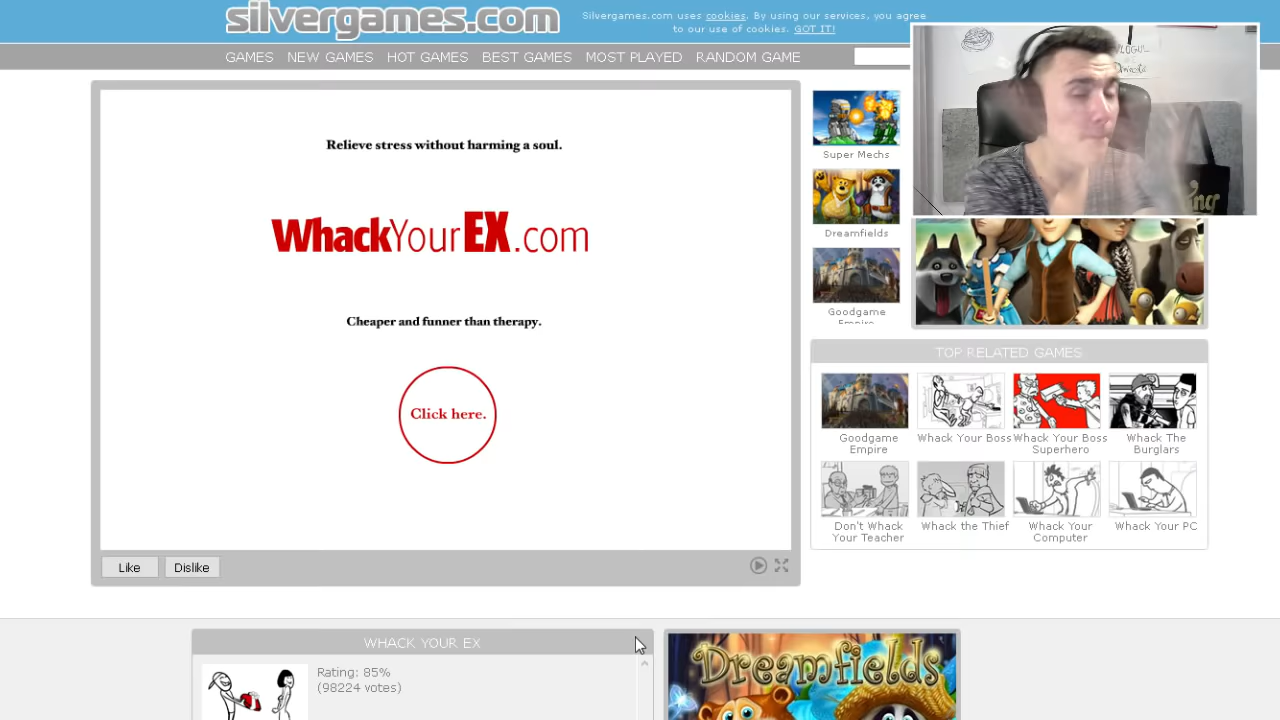 silvergames.com
Silvergames.com uses cookies. By using our services, you agree
to our use of cookies. GOT IT!
GAMES NEW GAMES HOT GAMES BEST GAMES MOST PLAYED RANDOM GAME
Relieve stress without harming a soul.
WhackYourEX.com
Cheaper and funner than therapy.
Click here.
Like Dislike
Super Mechs
Dreamfields
Goodgame
Empire
TOP RELATED GAMES
Goodgame
Empire
Whack Your Boss
Whack Your Boss
Superhero
Whack The
Burglars
Don't Whack
Your Teacher
Whack the Thief
Whack Your
Computer
Whack Your PC
WHACK YOUR EX
Rating: 85%
(98224 votes)
Dreamfields